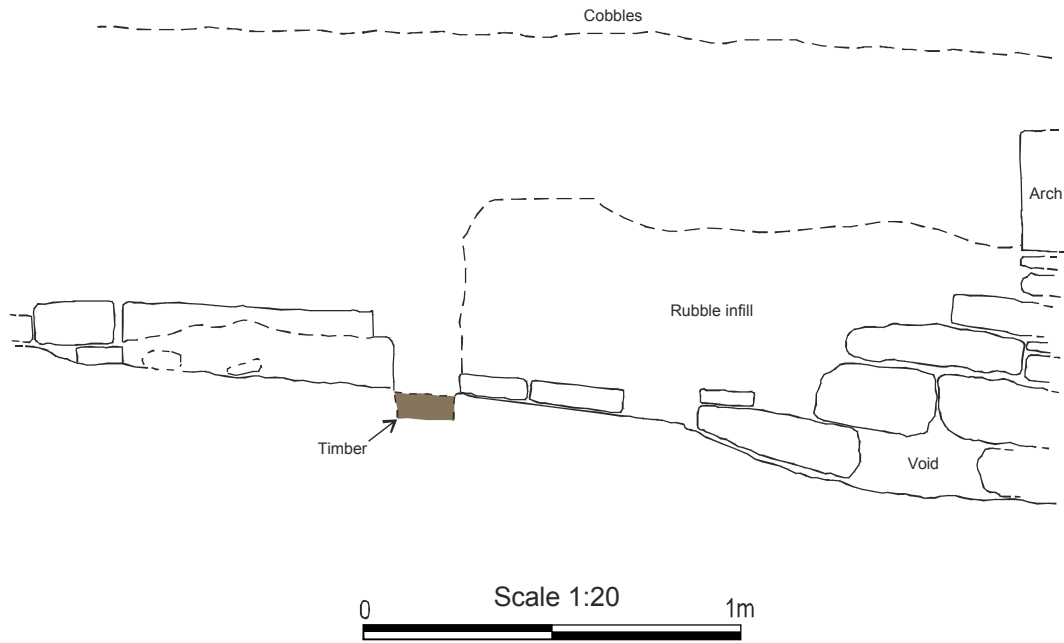 Cobbles
Arch
Rubble infill
Timber
Void
Scale 1:20
0 1m